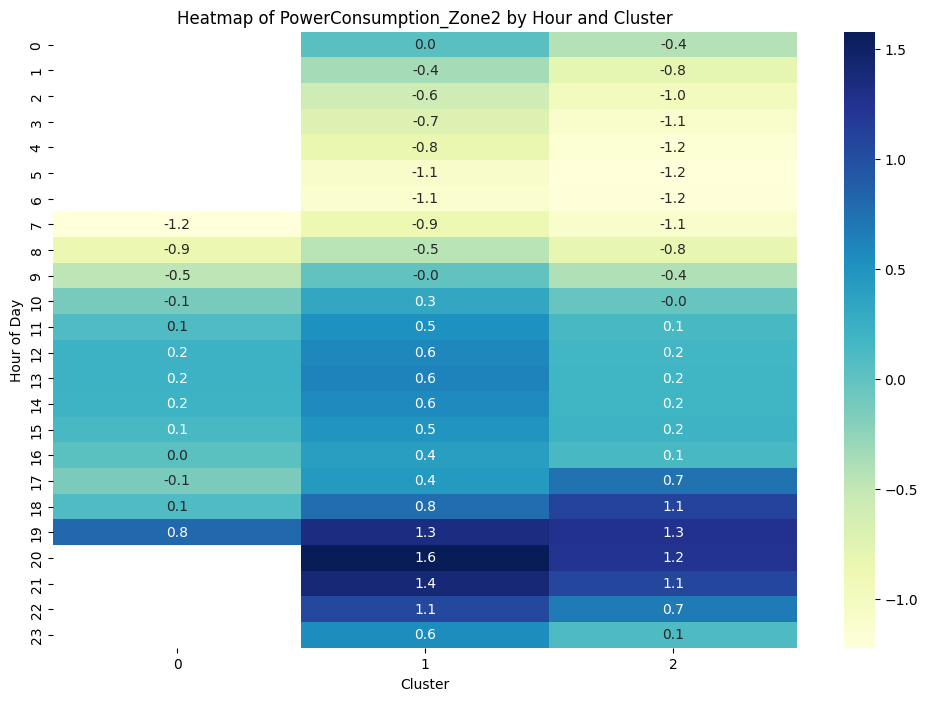 Heatmap of PowerConsumption_Zone2 by Hour and Cluster
0 0.0 -0.4
1 -0.4 -0.8
2 -0.6 -1.0
3 -0.7 -1.1
4 -0.8 -1.2
5 -1.1 -1.2
6 -1.1 -1.2
7 -1.2 -0.9 -1.1
8 -0.9 -0.5 -0.8
9 -0.5 -0.0 -0.4
10 -0.1 0.3 -0.0
11 0.1 0.5 0.1
12 0.2 0.6 0.2
13 0.2 0.6 0.2
14 0.2 0.6 0.2
15 0.1 0.5 0.2
16 0.0 0.4 0.1
17 -0.1 0.4 0.7
18 0.1 0.8 1.1
19 0.8 1.3 1.3
20 1.6 1.2
21 1.4 1.1
22 1.1 0.7
23 0.6 0.1
0 1 2
Cluster
Hour of Day
1.5
1.0
0.5
0.0
−0.5
−1.0